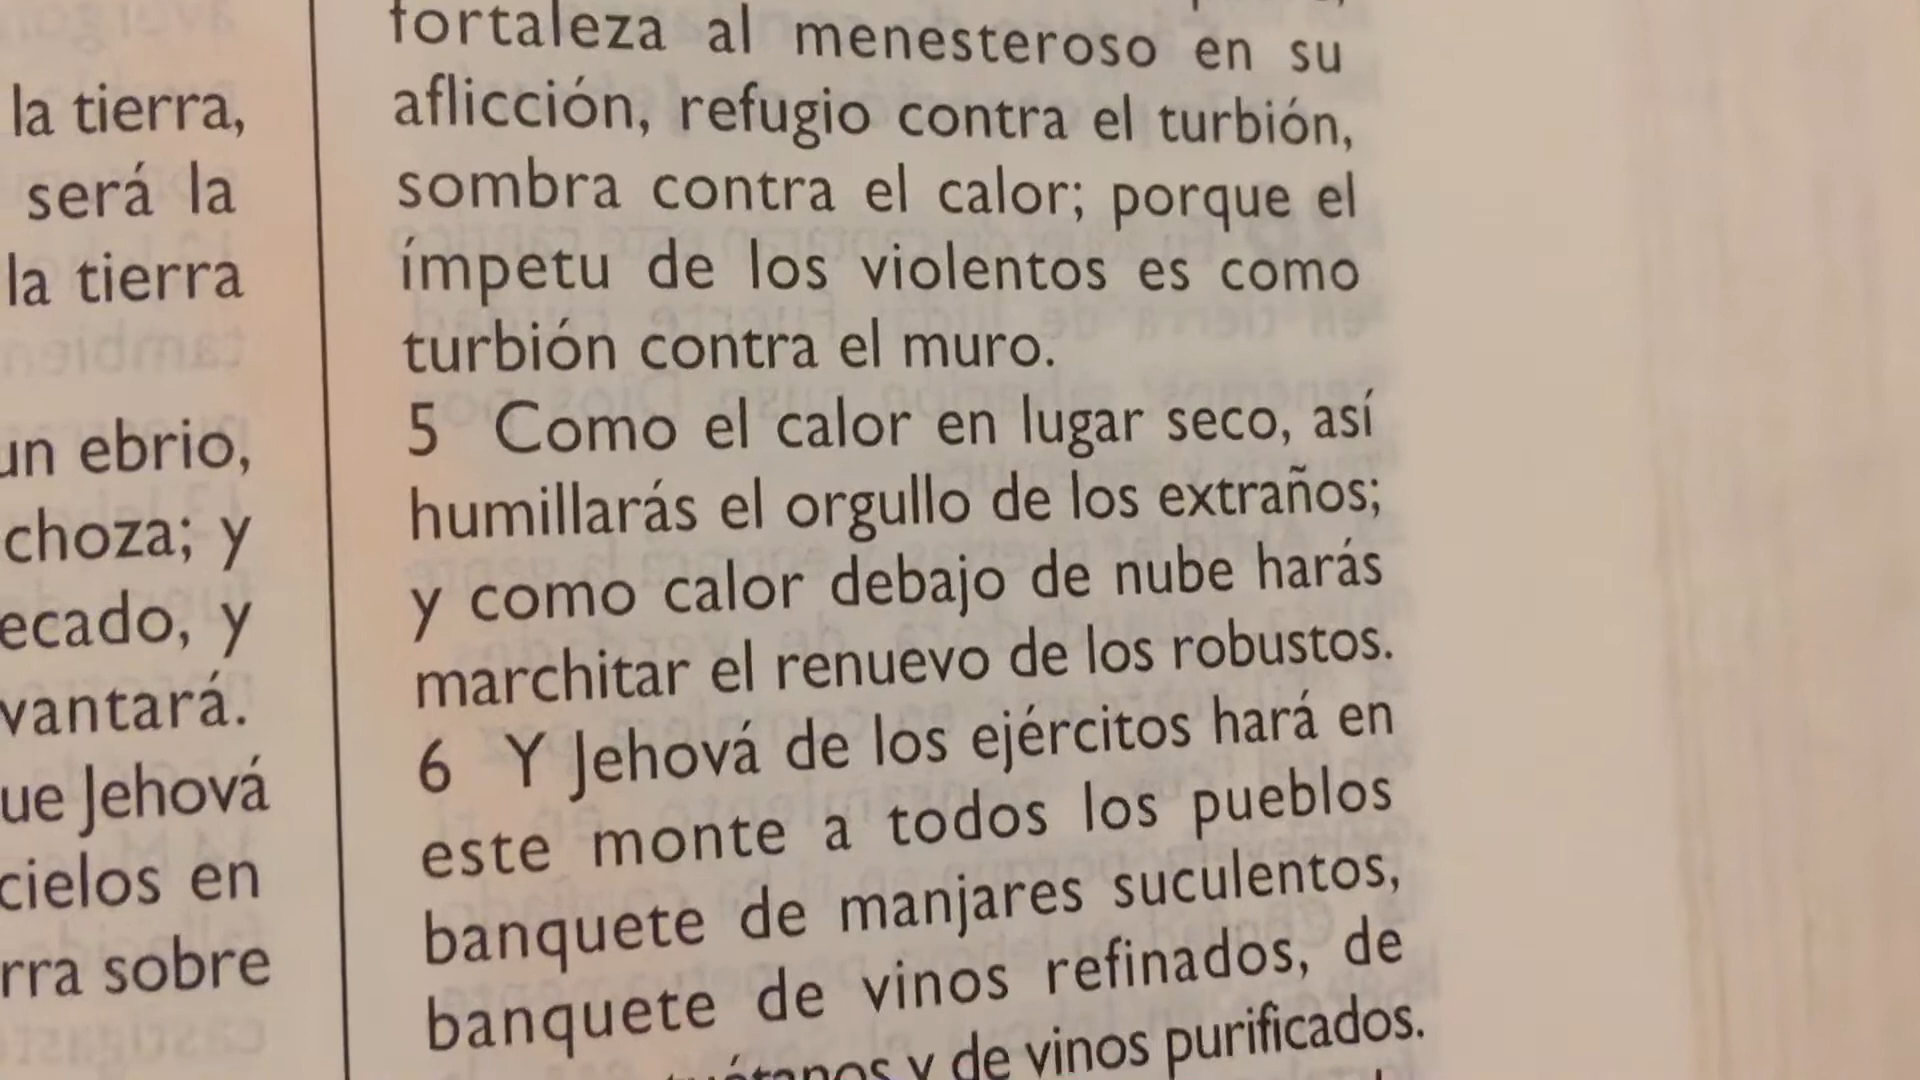 la tierra,
será la
la tierra
un ebrio,
choza; y
ecado, y
vantará.
ue Jehová
cielos en
rra sobre
fortaleza al menesteroso en su
aflicción, refugio contra el turbión,
sombra contra el calor; porque el
ímpetu de los violentos es como
turbión contra el muro.
5 Como el calor en lugar seco, así
humillarás el orgullo de los extraños;
y como calor debajo de nube harás
marchitar el renuevo de los robustos.
6 Y Jehová de los ejércitos hará en
este monte a todos los pueblos
banquete de manjares suculentos,
banquete de vinos refinados, de
y de vinos purificados.